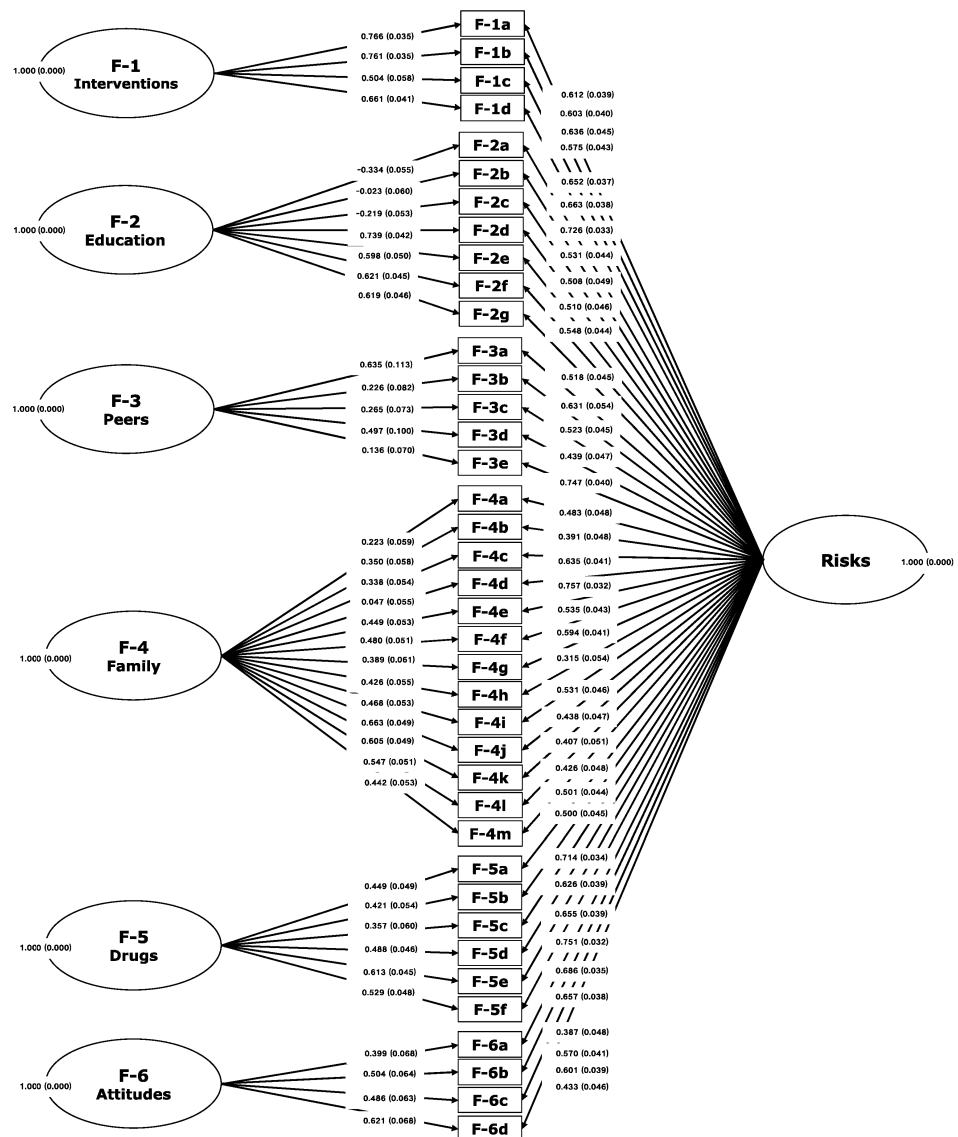 F-1
Interventions
1.000 (0.000)
0.766 (0.035)
0.761 (0.035)
0.504 (0.058)
0.661 (0.041)
F-1a
F-1b
F-1c
F-1d
0.612 (0.039)
0.603 (0.040)
0.636 (0.045)
0.575 (0.043)
F-2
Education
1.000 (0.000)
-0.334 (0.055)
-0.023 (0.060)
-0.219 (0.053)
0.739 (0.042)
0.598 (0.050)
0.621 (0.045)
0.619 (0.046)
F-2a
F-2b
F-2c
F-2d
F-2e
F-2f
F-2g
0.652 (0.037)
0.663 (0.038)
0.726 (0.033)
0.531 (0.044)
0.508 (0.049)
0.510 (0.046)
0.548 (0.044)
F-3
Peers
1.000 (0.000)
0.635 (0.113)
0.226 (0.082)
0.265 (0.073)
0.497 (0.100)
0.136 (0.070)
F-3a
F-3b
F-3c
F-3d
F-3e
0.518 (0.045)
0.631 (0.054)
0.523 (0.045)
0.439 (0.047)
0.747 (0.040)
F-4
Family
1.000 (0.000)
0.223 (0.059)
0.350 (0.058)
0.338 (0.054)
0.047 (0.055)
0.449 (0.053)
0.480 (0.051)
0.389 (0.061)
0.426 (0.055)
0.468 (0.053)
0.663 (0.049)
0.605 (0.049)
0.547 (0.051)
0.442 (0.053)
F-4a
F-4b
F-4c
F-4d
F-4e
F-4f
F-4g
F-4h
F-4i
F-4j
F-4k
F-4l
F-4m
0.483 (0.048)
0.391 (0.048)
0.635 (0.041)
0.757 (0.032)
0.535 (0.043)
0.594 (0.041)
0.315 (0.054)
0.531 (0.046)
0.438 (0.047)
0.407 (0.051)
0.426 (0.048)
0.501 (0.044)
0.500 (0.045)
Risks
1.000 (0.000)
F-5
Drugs
1.000 (0.000)
0.449 (0.049)
0.421 (0.054)
0.357 (0.060)
0.488 (0.046)
0.613 (0.045)
0.529 (0.048)
F-5a
F-5b
F-5c
F-5d
F-5e
F-5f
0.714 (0.034)
0.626 (0.039)
0.655 (0.039)
0.751 (0.032)
0.686 (0.035)
0.657 (0.038)
F-6
Attitudes
1.000 (0.000)
0.399 (0.068)
0.504 (0.064)
0.486 (0.063)
0.621 (0.068)
F-6a
F-6b
F-6c
F-6d
0.387 (0.048)
0.570 (0.041)
0.601 (0.039)
0.433 (0.046)